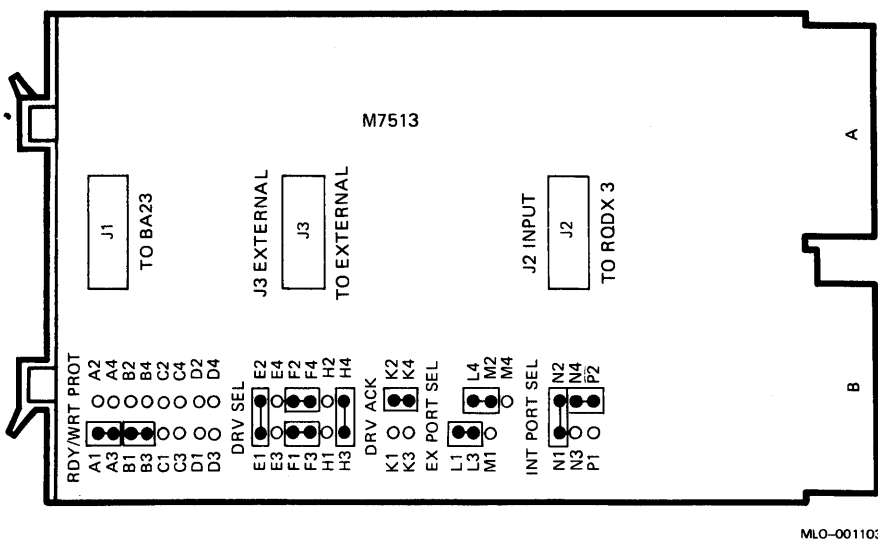 M7513
A
B
J1
TO BA23
J3 EXTERNAL
J3
TO EXTERNAL
J2 INPUT
J2
TO RQDX 3
RDY/WRT PROT
A1 A2
A3 A4
B1 B2
B3 B4
C1 C2
C3 C4
D1 D2
D3 D4
DRV SEL
E1 E2
E3 E4
F1 F2
F3 F4
H1 H2
H3 H4
DRV ACK
K1 K2
K3 K4
EX PORT SEL
L1
L3 L4
M1 M2
M4
INT PORT SEL
N1 N2
N3 N4
P1 P2
MLO-001103